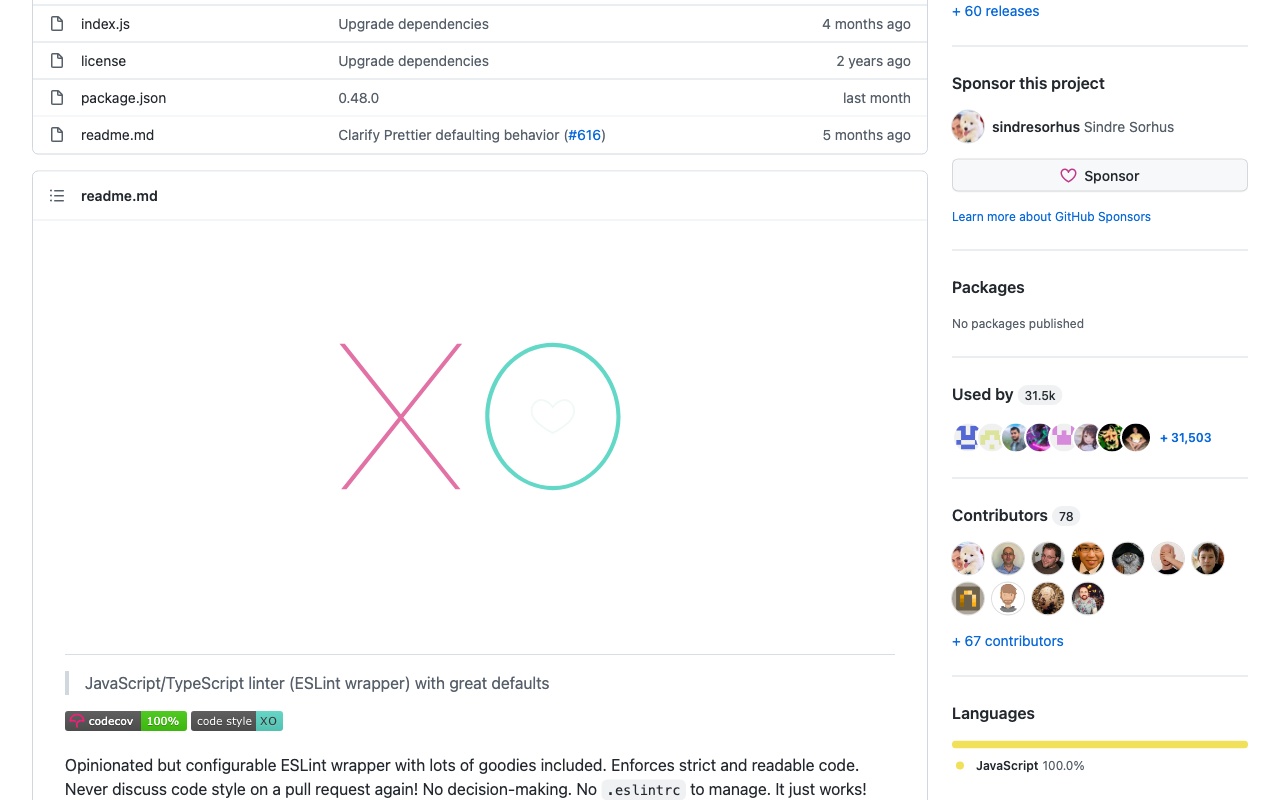 index.js Upgrade dependencies 4 months ago
license Upgrade dependencies 2 years ago
package.json 0.48.0 last month
readme.md Clarify Prettier defaulting behavior (#616) 5 months ago
readme.md
XO
JavaScript/TypeScript linter (ESLint wrapper) with great defaults
codecov 100% code style XO
Opinionated but configurable ESLint wrapper with lots of goodies included. Enforces strict and readable code.
Never discuss code style on a pull request again! No decision-making. No .eslintrc to manage. It just works!
+ 60 releases
Sponsor this project
sindresorhus Sindre Sorhus
Sponsor
Learn more about GitHub Sponsors
Packages
No packages published
Used by 31.5k
+ 31,503
Contributors 78
+ 67 contributors
Languages
JavaScript 100.0%